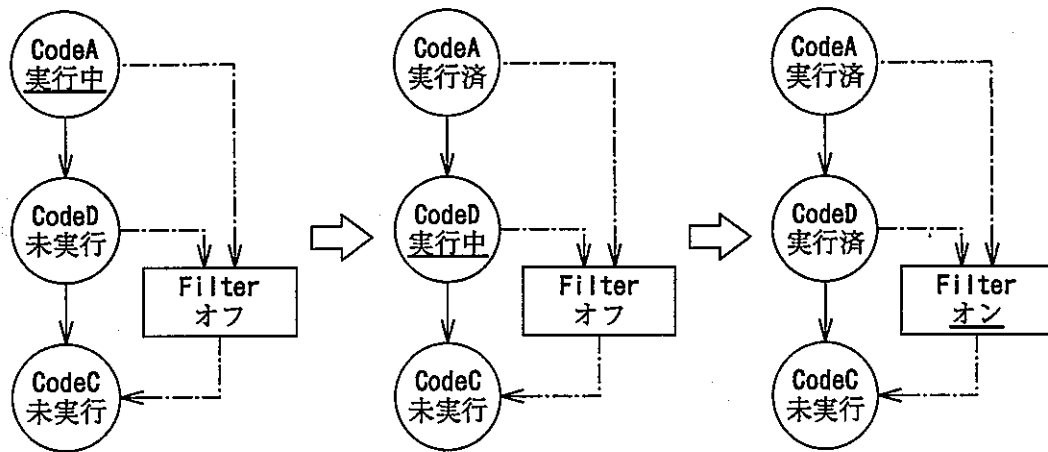 CodeA
実行中
CodeD
未実行
Filter
オフ
CodeC
未実行
CodeA
実行済
CodeD
実行中
Filter
オフ
CodeC
未実行
CodeA
実行済
CodeD
実行済
Filter
オン
CodeC
未実行